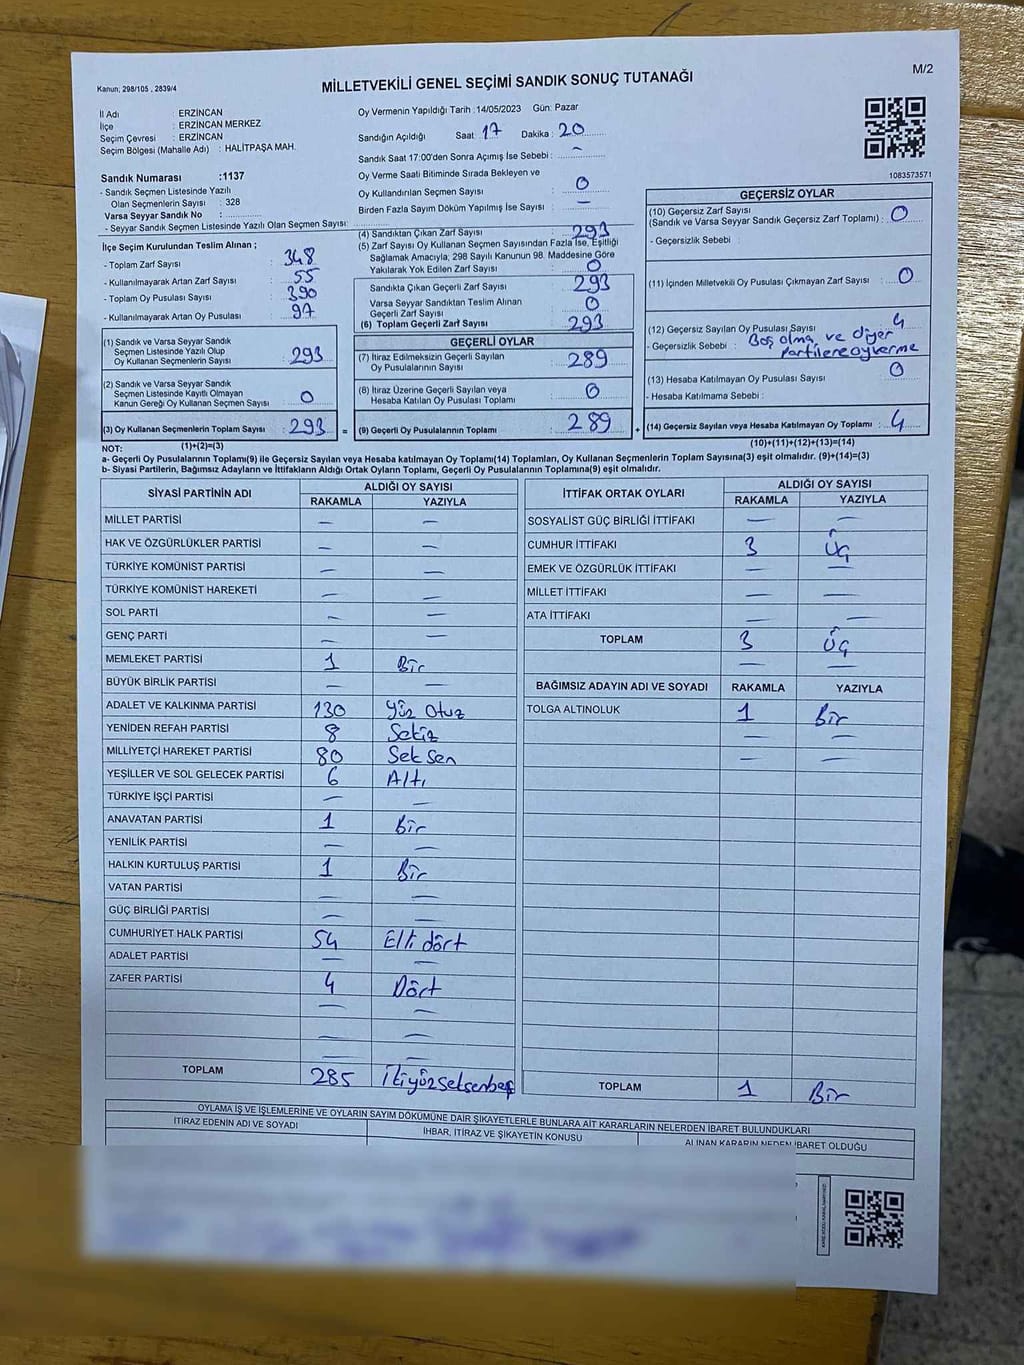 M/2
Kanun: 298/105 , 2839/4
MİLLETVEKİLİ GENEL SEÇİMİ SANDIK SONUÇ TUTANAĞI
İl Adı : ERZİNCAN
İlçe : ERZİNCAN MERKEZ
Seçim Çevresi : ERZİNCAN
Seçim Bölgesi (Mahalle Adı) : HALİTPAŞA MAH.
Oy Vermenin Yapıldığı Tarih : 14/05/2023 Gün: Pazar
Sandığın Açıldığı Saat : 17 Dakika : 20
Sandık Saat 17:00'den Sonra Açımış İse Sebebi : –
Oy Verme Saati Bitiminde Sırada Bekleyen ve
Oy Kullandırılan Seçmen Sayısı : 0
Birden Fazla Sayım Döküm Yapılmış İse Sayısı : —
1083573571
Sandık Numarası :1137
- Sandık Seçmen Listesinde Yazılı
Olan Seçmenlerin Sayısı : 328
Varsa Seyyar Sandık No :
- Seyyar Sandık Seçmen Listesinde Yazılı Olan Seçmen Sayısı:
İlçe Seçim Kurulundan Teslim Alınan ;
- Toplam Zarf Sayısı : 348
- Kullanılmayarak Artan Zarf Sayısı : 55
- Toplam Oy Pusulası Sayısı : 390
- Kullanılmayarak Artan Oy Pusulası : 97
(1) Sandık ve Varsa Seyyar Sandık
Seçmen Listesinde Yazılı Olup
Oy Kullanan Seçmenlerin Sayısı : 293
(2) Sandık ve Varsa Seyyar Sandık
Seçmen Listesinde Kayıtlı Olmayan
Kanun Gereği Oy Kullanan Seçmen Sayısı : 0
(3) Oy Kullanan Seçmenlerin Toplam Sayısı : 293 =
(1)+(2)=(3)
(4) Sandıktan Çıkan Zarf Sayısı : 293
(5) Zarf Sayısı Oy Kullanan Seçmen Sayısından Fazla İse, Eşitliği
Sağlamak Amacıyla; 298 Sayılı Kanunun 98. Maddesine Göre
Yakılarak Yok Edilen Zarf Sayısı : 0
Sandıkta Çıkan Geçerli Zarf Sayısı : 293
Varsa Seyyar Sandıktan Teslim Alınan
Geçerli Zarf Sayısı : 0
(6) Toplam Geçerli Zarf Sayısı : 293
GEÇERLİ OYLAR
(7) İtiraz Edilmeksizin Geçerli Sayılan
Oy Pusulalarının Sayısı : 289
(8) İtiraz Üzerine Geçerli Sayılan veya
Hesaba Katılan Oy Pusulası Toplamı : 0
(9) Geçerli Oy Pusulalarının Toplamı : 289 +
GEÇERSİZ OYLAR
(10) Geçersiz Zarf Sayısı
(Sandık ve Varsa Seyyar Sandık Geçersiz Zarf Toplamı) : 0
- Geçersizlik Sebebi :
(11) İçinden Milletvekili Oy Pusulası Çıkmayan Zarf Sayısı : 0
(12) Geçersiz Sayılan Oy Pusulası Sayısı : 4
- Geçersizlik Sebebi : Boş olma, ve diğer
partilere oy verme
(13) Hesaba Katılmayan Oy Pusulası Sayısı : 0
- Hesaba Katılmama Sebebi :
(14) Geçersiz Sayılan veya Hesaba Katılmayan Oy Toplamı : 4
(10)+(11)+(12)+(13)=(14)
NOT:
a- Geçerli Oy Pusulalarının Toplamı(9) ile Geçersiz Sayılan veya Hesaba katılmayan Oy Toplamı(14) Toplamları, Oy Kullanan Seçmenlerin Toplam Sayısına(3) eşit olmalıdır. (9)+(14)=(3)
b- Siyasi Partilerin, Bağımsız Adayların ve İttifakların Aldığı Ortak Oyların Toplamı, Geçerli Oy Pusulalarının Toplamına(9) eşit olmalıdır.
SİYASİ PARTİNİN ADI ALDIĞI OY SAYISI
RAKAMLA YAZIYLA
MİLLET PARTİSİ — —
HAK VE ÖZGÜRLÜKLER PARTİSİ — —
TÜRKİYE KOMÜNİST PARTİSİ — —
TÜRKİYE KOMÜNİST HAREKETİ — —
SOL PARTİ — —
GENÇ PARTİ — —
MEMLEKET PARTİSİ 1 Bir
BÜYÜK BİRLİK PARTİSİ — —
ADALET VE KALKINMA PARTİSİ 130 Yüz Otuz
YENİDEN REFAH PARTİSİ 8 Sekiz
MİLLİYETÇİ HAREKET PARTİSİ 80 Seksen
YEŞİLLER VE SOL GELECEK PARTİSİ 6 Altı
TÜRKİYE İŞÇİ PARTİSİ — —
ANAVATAN PARTİSİ 1 Bir
YENİLİK PARTİSİ — —
HALKIN KURTULUŞ PARTİSİ 1 Bir
VATAN PARTİSİ — —
GÜÇ BİRLİĞİ PARTİSİ — —
CUMHURİYET HALK PARTİSİ 54 Elli dört
ADALET PARTİSİ — —
ZAFER PARTİSİ 4 Dört
— —
— —
— —
TOPLAM 285 İkiyüzseksenbeş
İTTİFAK ORTAK OYLARI ALDIĞI OY SAYISI
RAKAMLA YAZIYLA
SOSYALİST GÜÇ BİRLİĞİ İTTİFAKI — —
CUMHUR İTTİFAKI 3 Üç
EMEK VE ÖZGÜRLÜK İTTİFAKI — —
MİLLET İTTİFAKI — —
ATA İTTİFAKI — —
TOPLAM 3 Üç
— —
BAĞIMSIZ ADAYIN ADI VE SOYADI RAKAMLA YAZIYLA
TOLGA ALTINOLUK 1 Bir
— —
— —
TOPLAM 1 Bir
OYLAMA İŞ VE İŞLEMLERİNE VE OYLARIN SAYIM DÖKÜMÜNE DAİR ŞİKAYETLERLE BUNLARA AİT KARARLARIN NELERDEN İBARET BULUNDUKLARI
İTİRAZ EDENİN ADI VE SOYADI
İHBAR, İTİRAZ VE ŞİKAYETİN KONUSU
ALINAN KARARIN NEDEN İBARET OLDUĞU